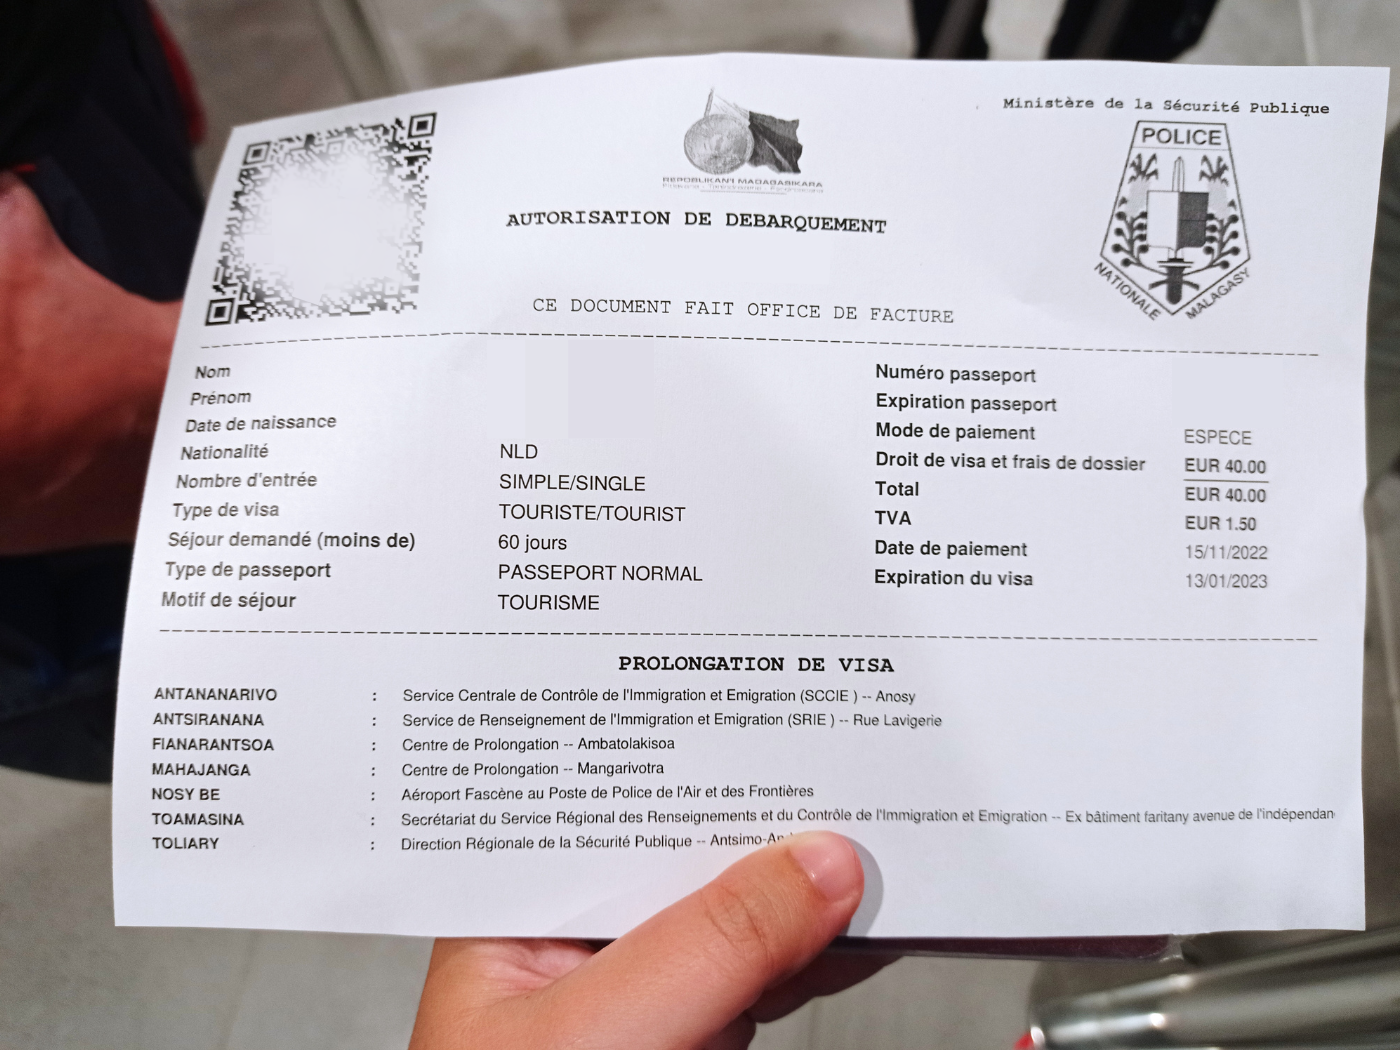 Ministère de la Sécurité Publique
POLICE
NATIONALE MALAGASY
REPOBLIKAN'I MADAGASIKARA
AUTORISATION DE DEBARQUEMENT
CE DOCUMENT FAIT OFFICE DE FACTURE
Nom
Prénom
Date de naissance
Nationalité NLD
Nombre d'entrée SIMPLE/SINGLE
Type de visa TOURISTE/TOURIST
Séjour demandé (moins de) 60 jours
Type de passeport PASSEPORT NORMAL
Motif de séjour TOURISME
Numéro passeport
Expiration passeport
Mode de paiement ESPECE
Droit de visa et frais de dossier EUR 40.00
Total EUR 40.00
TVA EUR 1.50
Date de paiement 15/11/2022
Expiration du visa 13/01/2023
PROLONGATION DE VISA
ANTANANARIVO : Service Centrale de Contrôle de l'Immigration et Emigration (SCCIE ) -- Anosy
ANTSIRANANA : Service de Renseignement de l'Immigration et Emigration (SRIE ) -- Rue Lavigerie
FIANARANTSOA : Centre de Prolongation -- Ambatolakisoa
MAHAJANGA : Centre de Prolongation -- Mangarivotra
NOSY BE : Aéroport Fascène au Poste de Police de l'Air et des Frontières
TOAMASINA : Secrétariat du Service Régional des Renseignements et du Contrôle de l'Immigration et Emigration -- Ex bâtiment faritany avenue de l'indépendan
TOLIARY : Direction Régionale de la Sécurité Publique -- Antsimo-